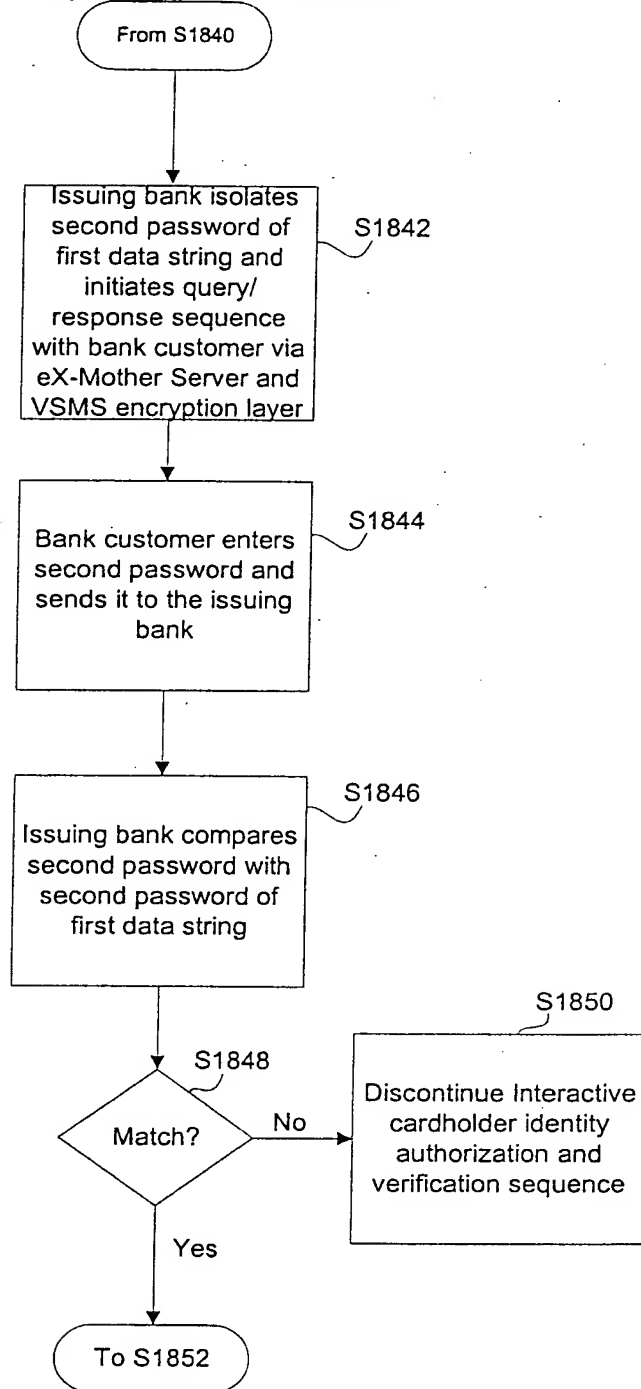 From S1840
Issuing bank isolates
second password of
first data string and
initiates query/
response sequence
with bank customer via
eX-Mother Server and
VSMS encryption layer
S1842
Bank customer enters
second password and
sends it to the issuing
bank
S1844
Issuing bank compares
second password with
second password of
first data string
S1846
Match?
S1848
No
Discontinue Interactive
cardholder identity
authorization and
verification sequence
S1850
Yes
To S1852